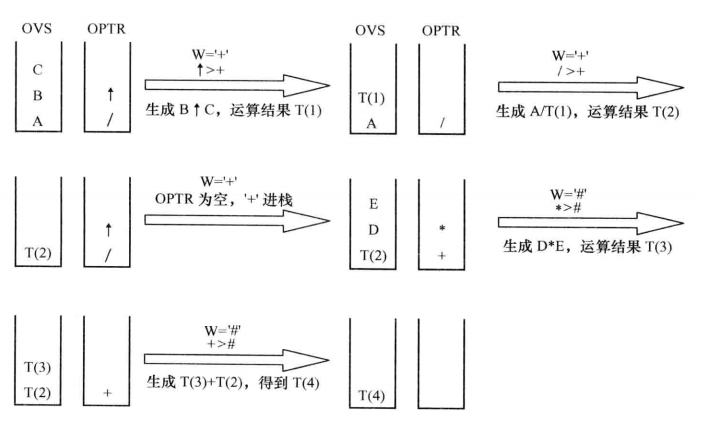 OVS OPTR
C
B ↑
A /
W='+'
↑>+
生成 B↑C，运算结果 T(1)
OVS OPTR
T(1)
A /
W='+'
/>+
生成 A/T(1)，运算结果 T(2)
↑
T(2) /
W='+'
OPTR 为空，'+' 进栈
E
D *
T(2) +
W='#'
*>#
生成 D*E，运算结果 T(3)
T(3)
T(2) +
W='#'
+>#
生成 T(3)+T(2)，得到 T(4)
T(4)